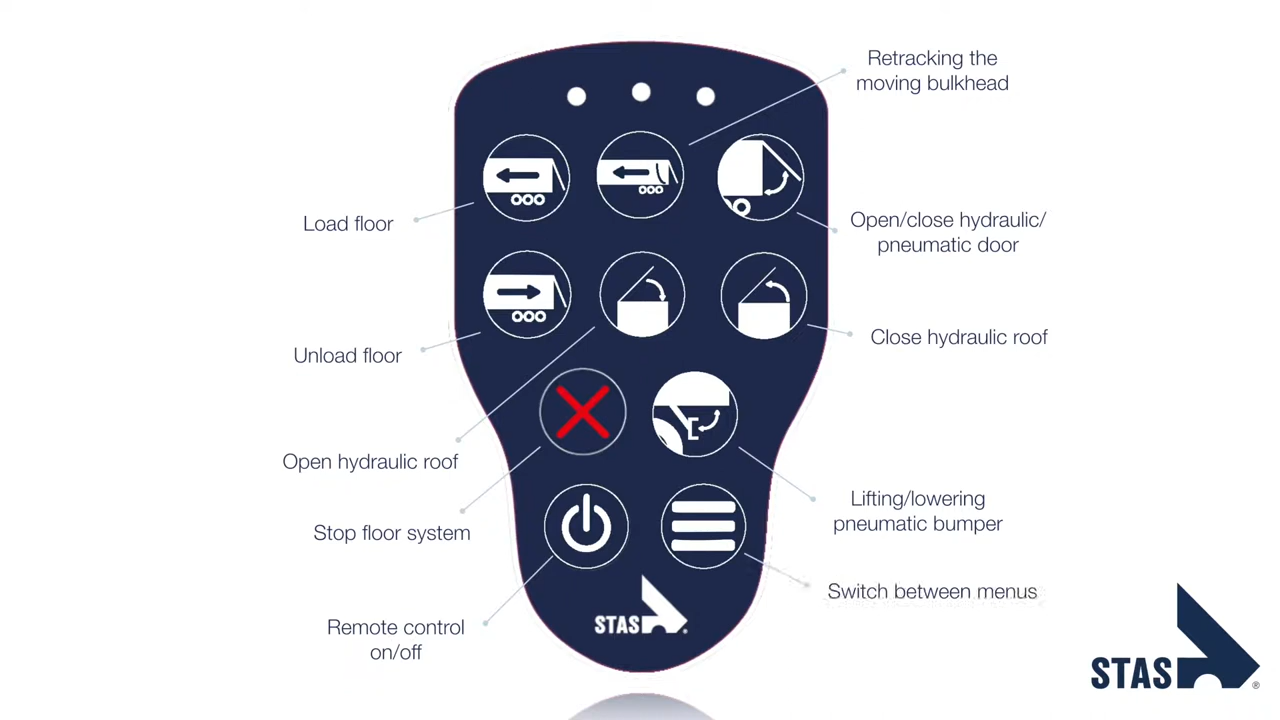 Retracking the
moving bulkhead
Load floor
Open/close hydraulic/
pneumatic door
Unload floor
Close hydraulic roof
Open hydraulic roof
Stop floor system
Lifting/lowering
pneumatic bumper
Switch between menus
Remote control
on/off
STAS®
STAS®